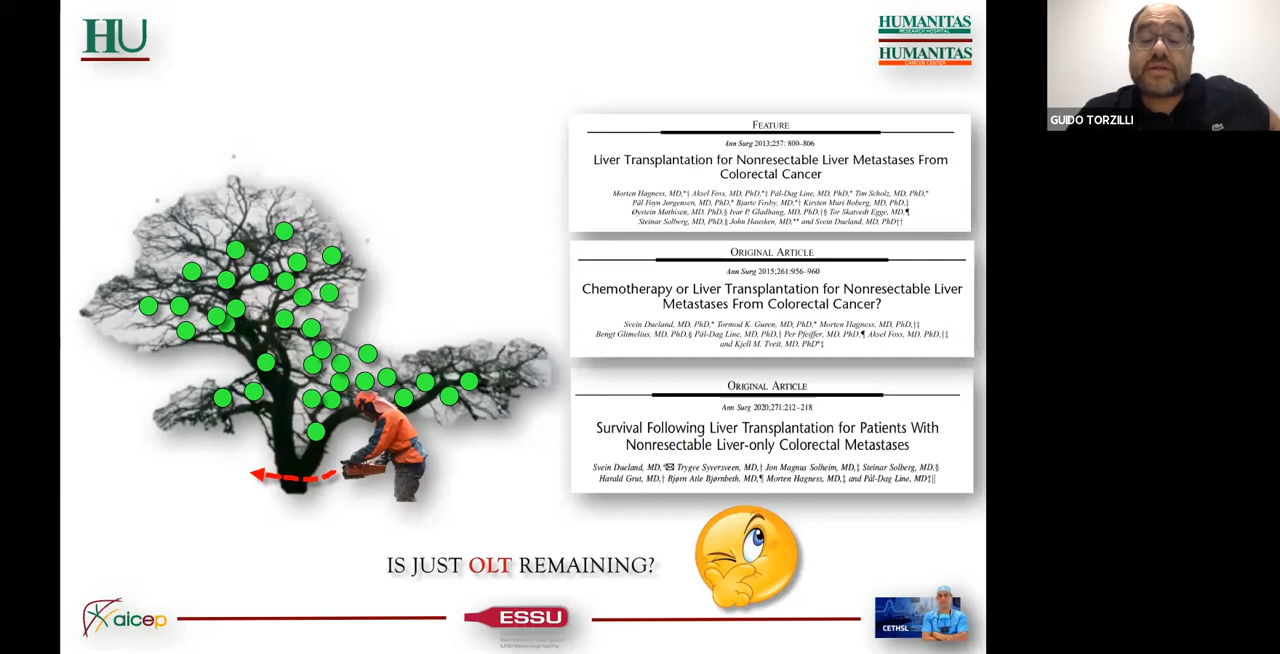 HU
HUMANITAS
RESEARCH HOSPITAL
HUMANITAS
CANCER CENTER
GUIDO TORZILLI
FEATURE
Ann Surg 2013;257: 800–806
Liver Transplantation for Nonresectable Liver Metastases From
Colorectal Cancer
Morten Hagness, MD,*† Aksel Foss, MD, PhD,*† Pål-Dag Line, MD, PhD,* Tim Scholz, MD, PhD,*
Pål Foyn Jørgensen, MD, PhD,* Bjarte Fosby, MD,*† Kirsten Muri Boberg, MD, PhD,‡
Øystein Mathisen, MD, PhD,§ Ivar P. Gladhaug, MD, PhD,†§ Tor Skatvedt Egge, MD,¶
Steinar Solberg, MD, PhD,‖ John Hausken, MD,** and Svein Dueland, MD, PhD††
ORIGINAL ARTICLE
Ann Surg 2015;261:956–960
Chemotherapy or Liver Transplantation for Nonresectable Liver
Metastases From Colorectal Cancer?
Svein Dueland, MD, PhD,* Tormod K. Guren, MD, PhD,* Morten Hagness, MD, PhD,†‡
Bengt Glimelius, MD, PhD,§ Pål-Dag Line, MD, PhD,† Per Pfeiffer, MD, PhD,¶ Aksel Foss, MD, PhD,†‡
and Kjell M. Tveit, MD, PhD*‡
ORIGINAL ARTICLE
Ann Surg 2020;271:212–218
Survival Following Liver Transplantation for Patients With
Nonresectable Liver-only Colorectal Metastases
Svein Dueland, MD,*✉ Trygve Syversveen, MD,† Jon Magnus Solheim, MD,‡ Steinar Solberg, MD,§
Harald Grut, MD,† Bjørn Atle Bjørnbeth, MD,¶ Morten Hagness, MD,‡ and Pål-Dag Line, MD‡‖
IS JUST OLT REMAINING?
aicep
ESSU
CETHSL